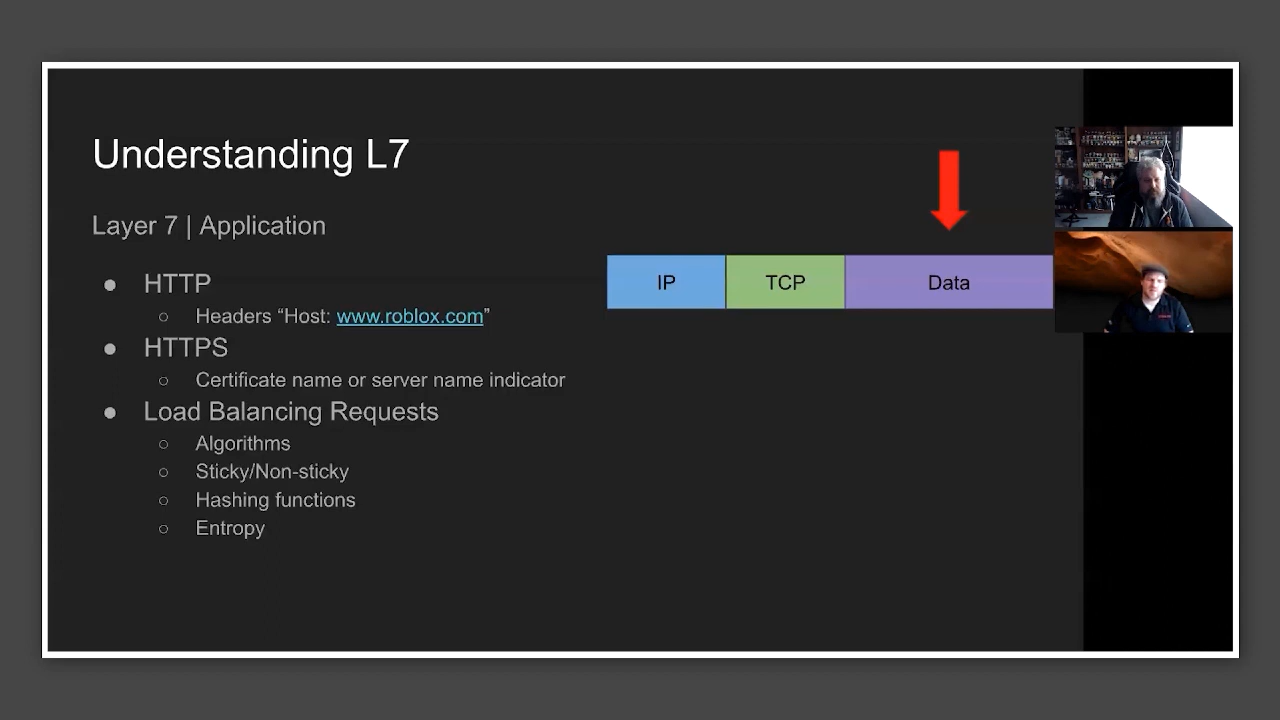 Understanding L7
Layer 7 | Application
● HTTP
○ Headers “Host: www.roblox.com”
● HTTPS
○ Certificate name or server name indicator
● Load Balancing Requests
○ Algorithms
○ Sticky/Non-sticky
○ Hashing functions
○ Entropy
IP
TCP
Data